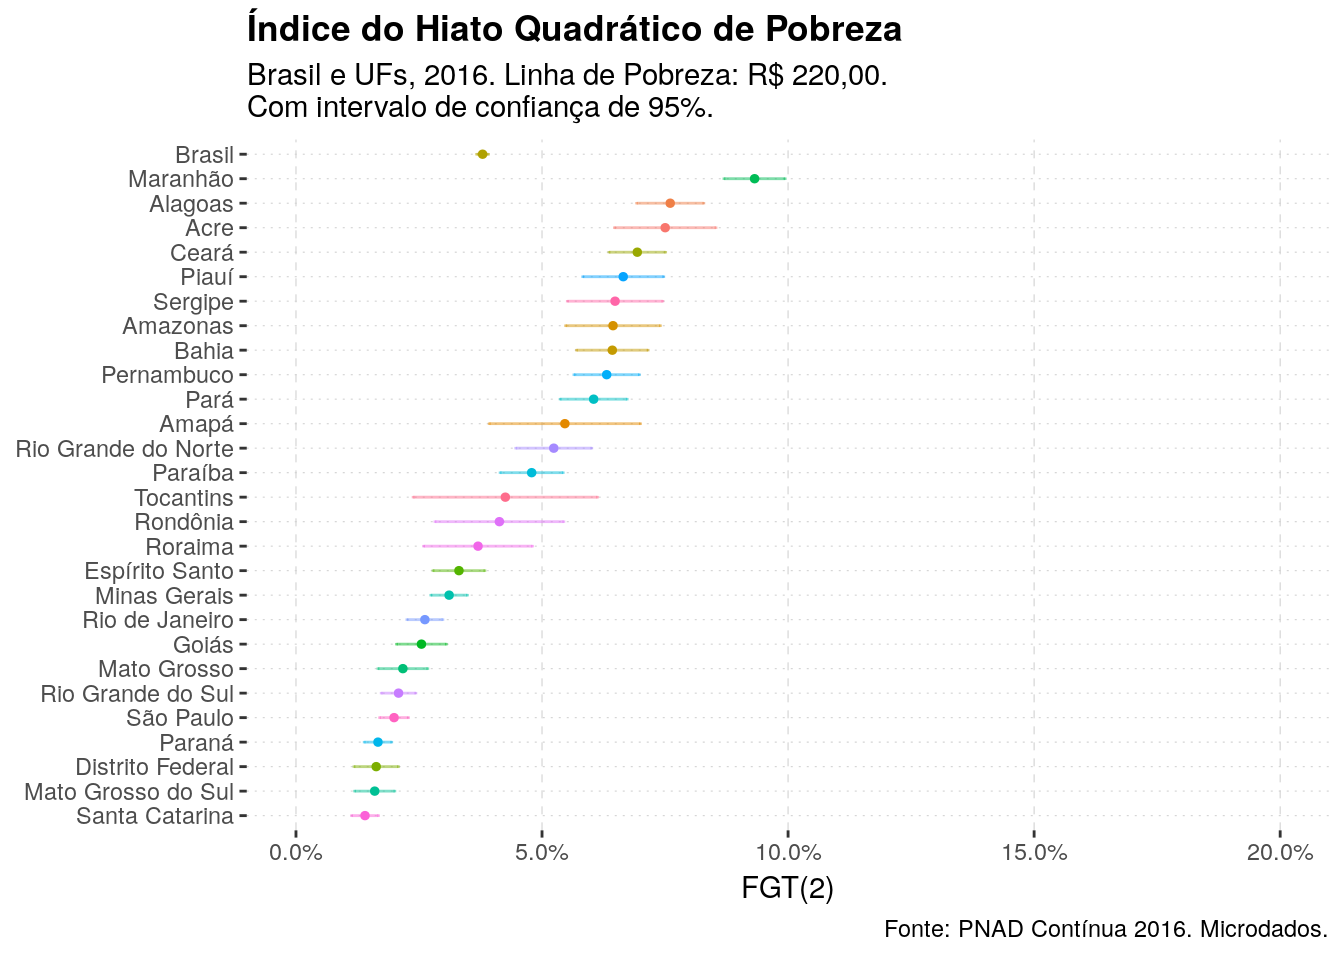 Índice do Hiato Quadrático de Pobreza
Brasil e UFs, 2016. Linha de Pobreza: R$ 220,00.
Com intervalo de confiança de 95%.
Brasil
Maranhão
Alagoas
Acre
Ceará
Piauí
Sergipe
Amazonas
Bahia
Pernambuco
Pará
Amapá
Rio Grande do Norte
Paraíba
Tocantins
Rondônia
Roraima
Espírito Santo
Minas Gerais
Rio de Janeiro
Goiás
Mato Grosso
Rio Grande do Sul
São Paulo
Paraná
Distrito Federal
Mato Grosso do Sul
Santa Catarina
0.0% 5.0% 10.0% 15.0% 20.0%
FGT(2)
Fonte: PNAD Contínua 2016. Microdados.